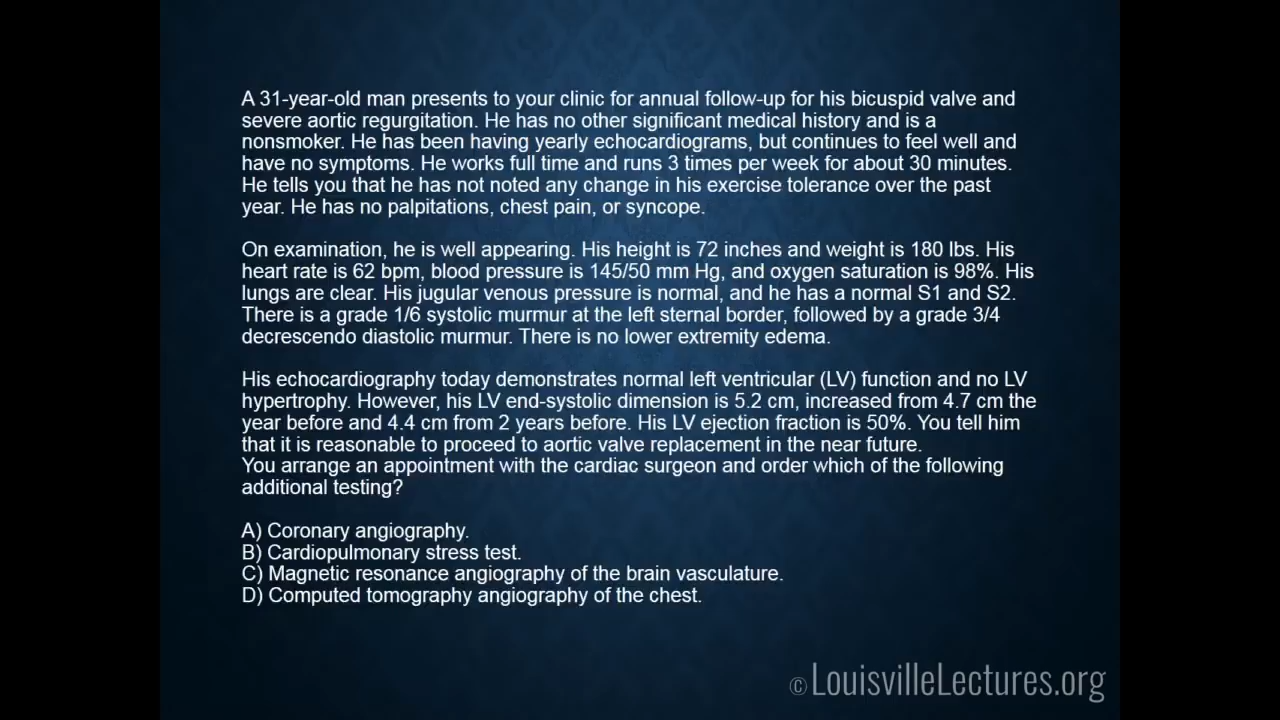 A 31-year-old man presents to your clinic for annual follow-up for his bicuspid valve and
severe aortic regurgitation. He has no other significant medical history and is a
nonsmoker. He has been having yearly echocardiograms, but continues to feel well and
have no symptoms. He works full time and runs 3 times per week for about 30 minutes.
He tells you that he has not noted any change in his exercise tolerance over the past
year. He has no palpitations, chest pain, or syncope.
On examination, he is well appearing. His height is 72 inches and weight is 180 lbs. His
heart rate is 62 bpm, blood pressure is 145/50 mm Hg, and oxygen saturation is 98%. His
lungs are clear. His jugular venous pressure is normal, and he has a normal S1 and S2.
There is a grade 1/6 systolic murmur at the left sternal border, followed by a grade 3/4
decrescendo diastolic murmur. There is no lower extremity edema.
His echocardiography today demonstrates normal left ventricular (LV) function and no LV
hypertrophy. However, his LV end-systolic dimension is 5.2 cm, increased from 4.7 cm the
year before and 4.4 cm from 2 years before. His LV ejection fraction is 50%. You tell him
that it is reasonable to proceed to aortic valve replacement in the near future.
You arrange an appointment with the cardiac surgeon and order which of the following
additional testing?
A) Coronary angiography.
B) Cardiopulmonary stress test.
C) Magnetic resonance angiography of the brain vasculature.
D) Computed tomography angiography of the chest.
© LouisvilleLectures.org